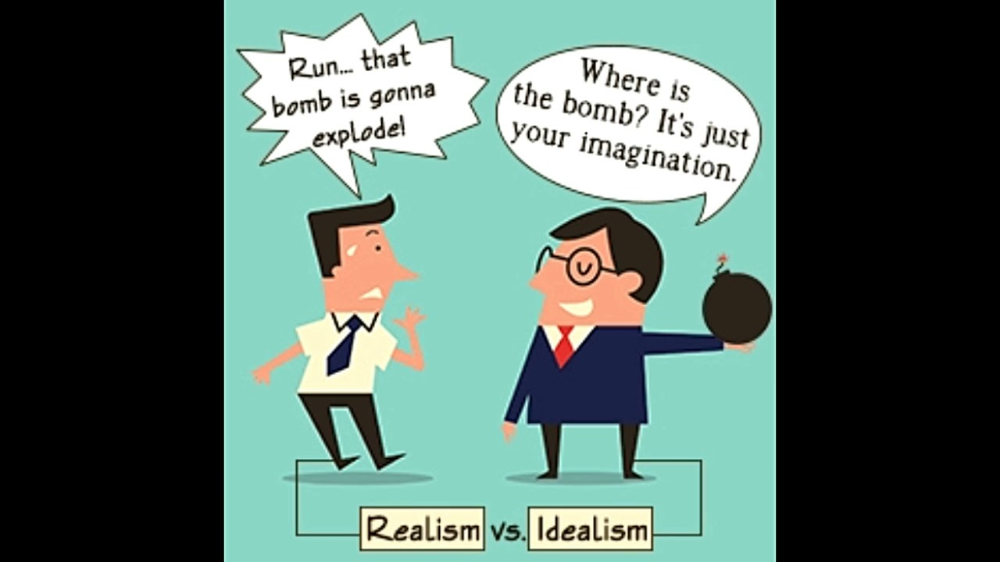 Run... that
bomb is gonna
explode!
Where is
the bomb? It's just
your imagination.
Realism vs. Idealism